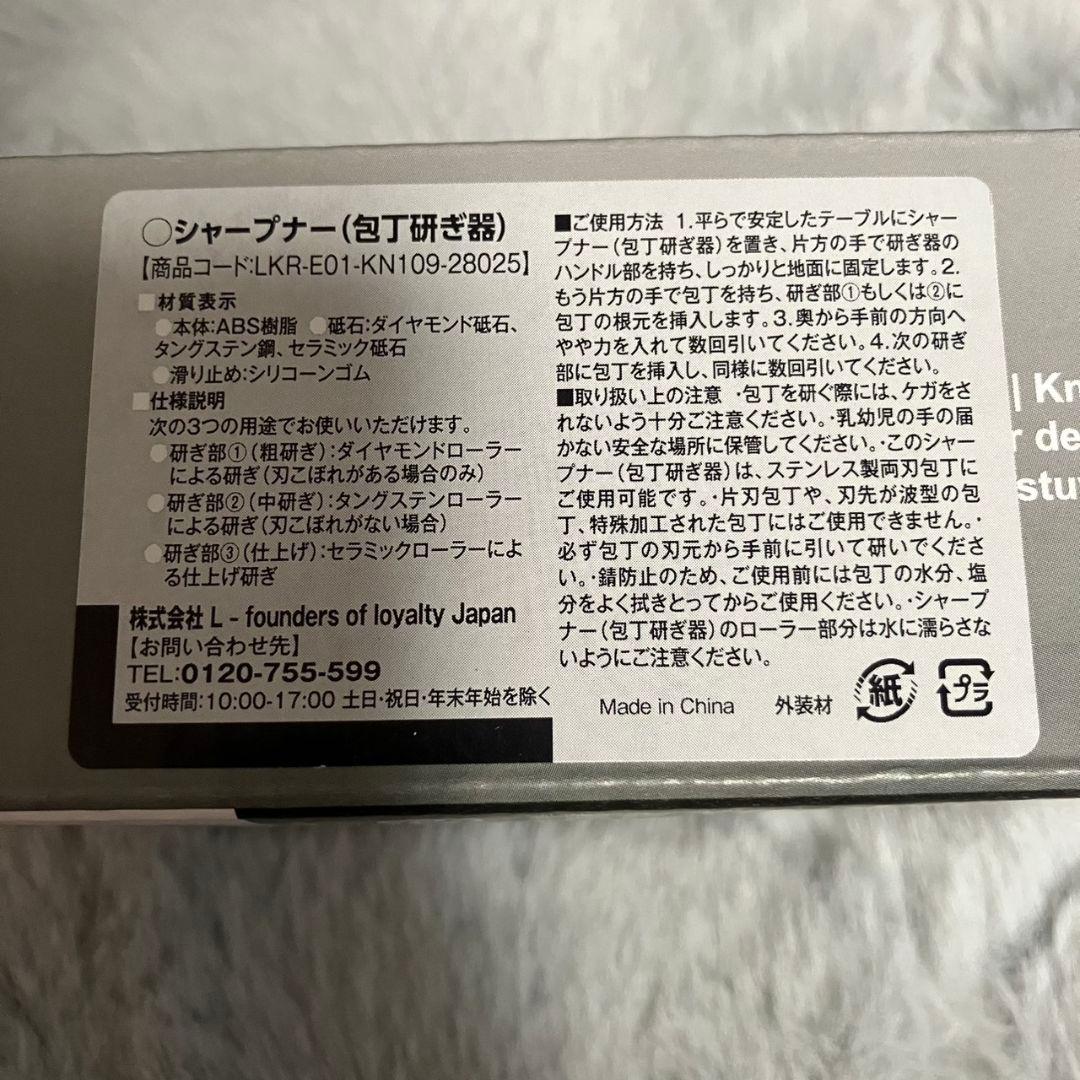 ○シャープナー(包丁研ぎ器)
【商品コード:LKR-E01-KN109-28025】
■材質表示
●本体:ABS樹脂 ●砥石:ダイヤモンド砥石、
タングステン鋼、セラミック砥石
●滑り止め:シリコーンゴム
■仕様説明
次の3つの用途でお使いいただけます。
●研ぎ部①(粗研ぎ):ダイヤモンドローラー
による研ぎ(刃こぼれがある場合のみ)
●研ぎ部②(中研ぎ):タングステンローラー
による研ぎ(刃こぼれがない場合)
●研ぎ部③(仕上げ):セラミックローラーによ
る仕上げ研ぎ
株式会社 L - founders of loyalty Japan
【お問い合わせ先】
TEL:0120-755-599
受付時間:10:00-17:00 土日・祝日・年末年始を除く
■ご使用方法 1.平らで安定したテーブルにシャー
プナー(包丁研ぎ器)を置き、片方の手で研ぎ器の
ハンドル部を持ち、しっかりと地面に固定します。2.
もう片方の手で包丁を持ち、研ぎ部①もしくは②に
包丁の根元を挿入します。3.奥から手前の方向へ
やや力を入れて数回引いてください。4.次の研ぎ
部に包丁を挿入し、同様に数回引いてください。
■取り扱い上の注意 ・包丁を研ぐ際には、ケガをさ
れないよう十分ご注意ください。・乳幼児の手の届
かない安全な場所に保管してください。・このシャー
プナー(包丁研ぎ器)は、ステンレス製両刃包丁に
ご使用可能です。・片刃包丁や、刃先が波型の包
丁、特殊加工された包丁にはご使用できません。・
必ず包丁の刃元から手前に引いて研いでくださ
い。・錆防止のため、ご使用前には包丁の水分、塩
分をよく拭きとってからご使用ください。・シャープ
ナー(包丁研ぎ器)のローラー部分は水に濡らさな
いようにご注意ください。
Made in China 外装材 紙 プラ
| Kn
r de
stu